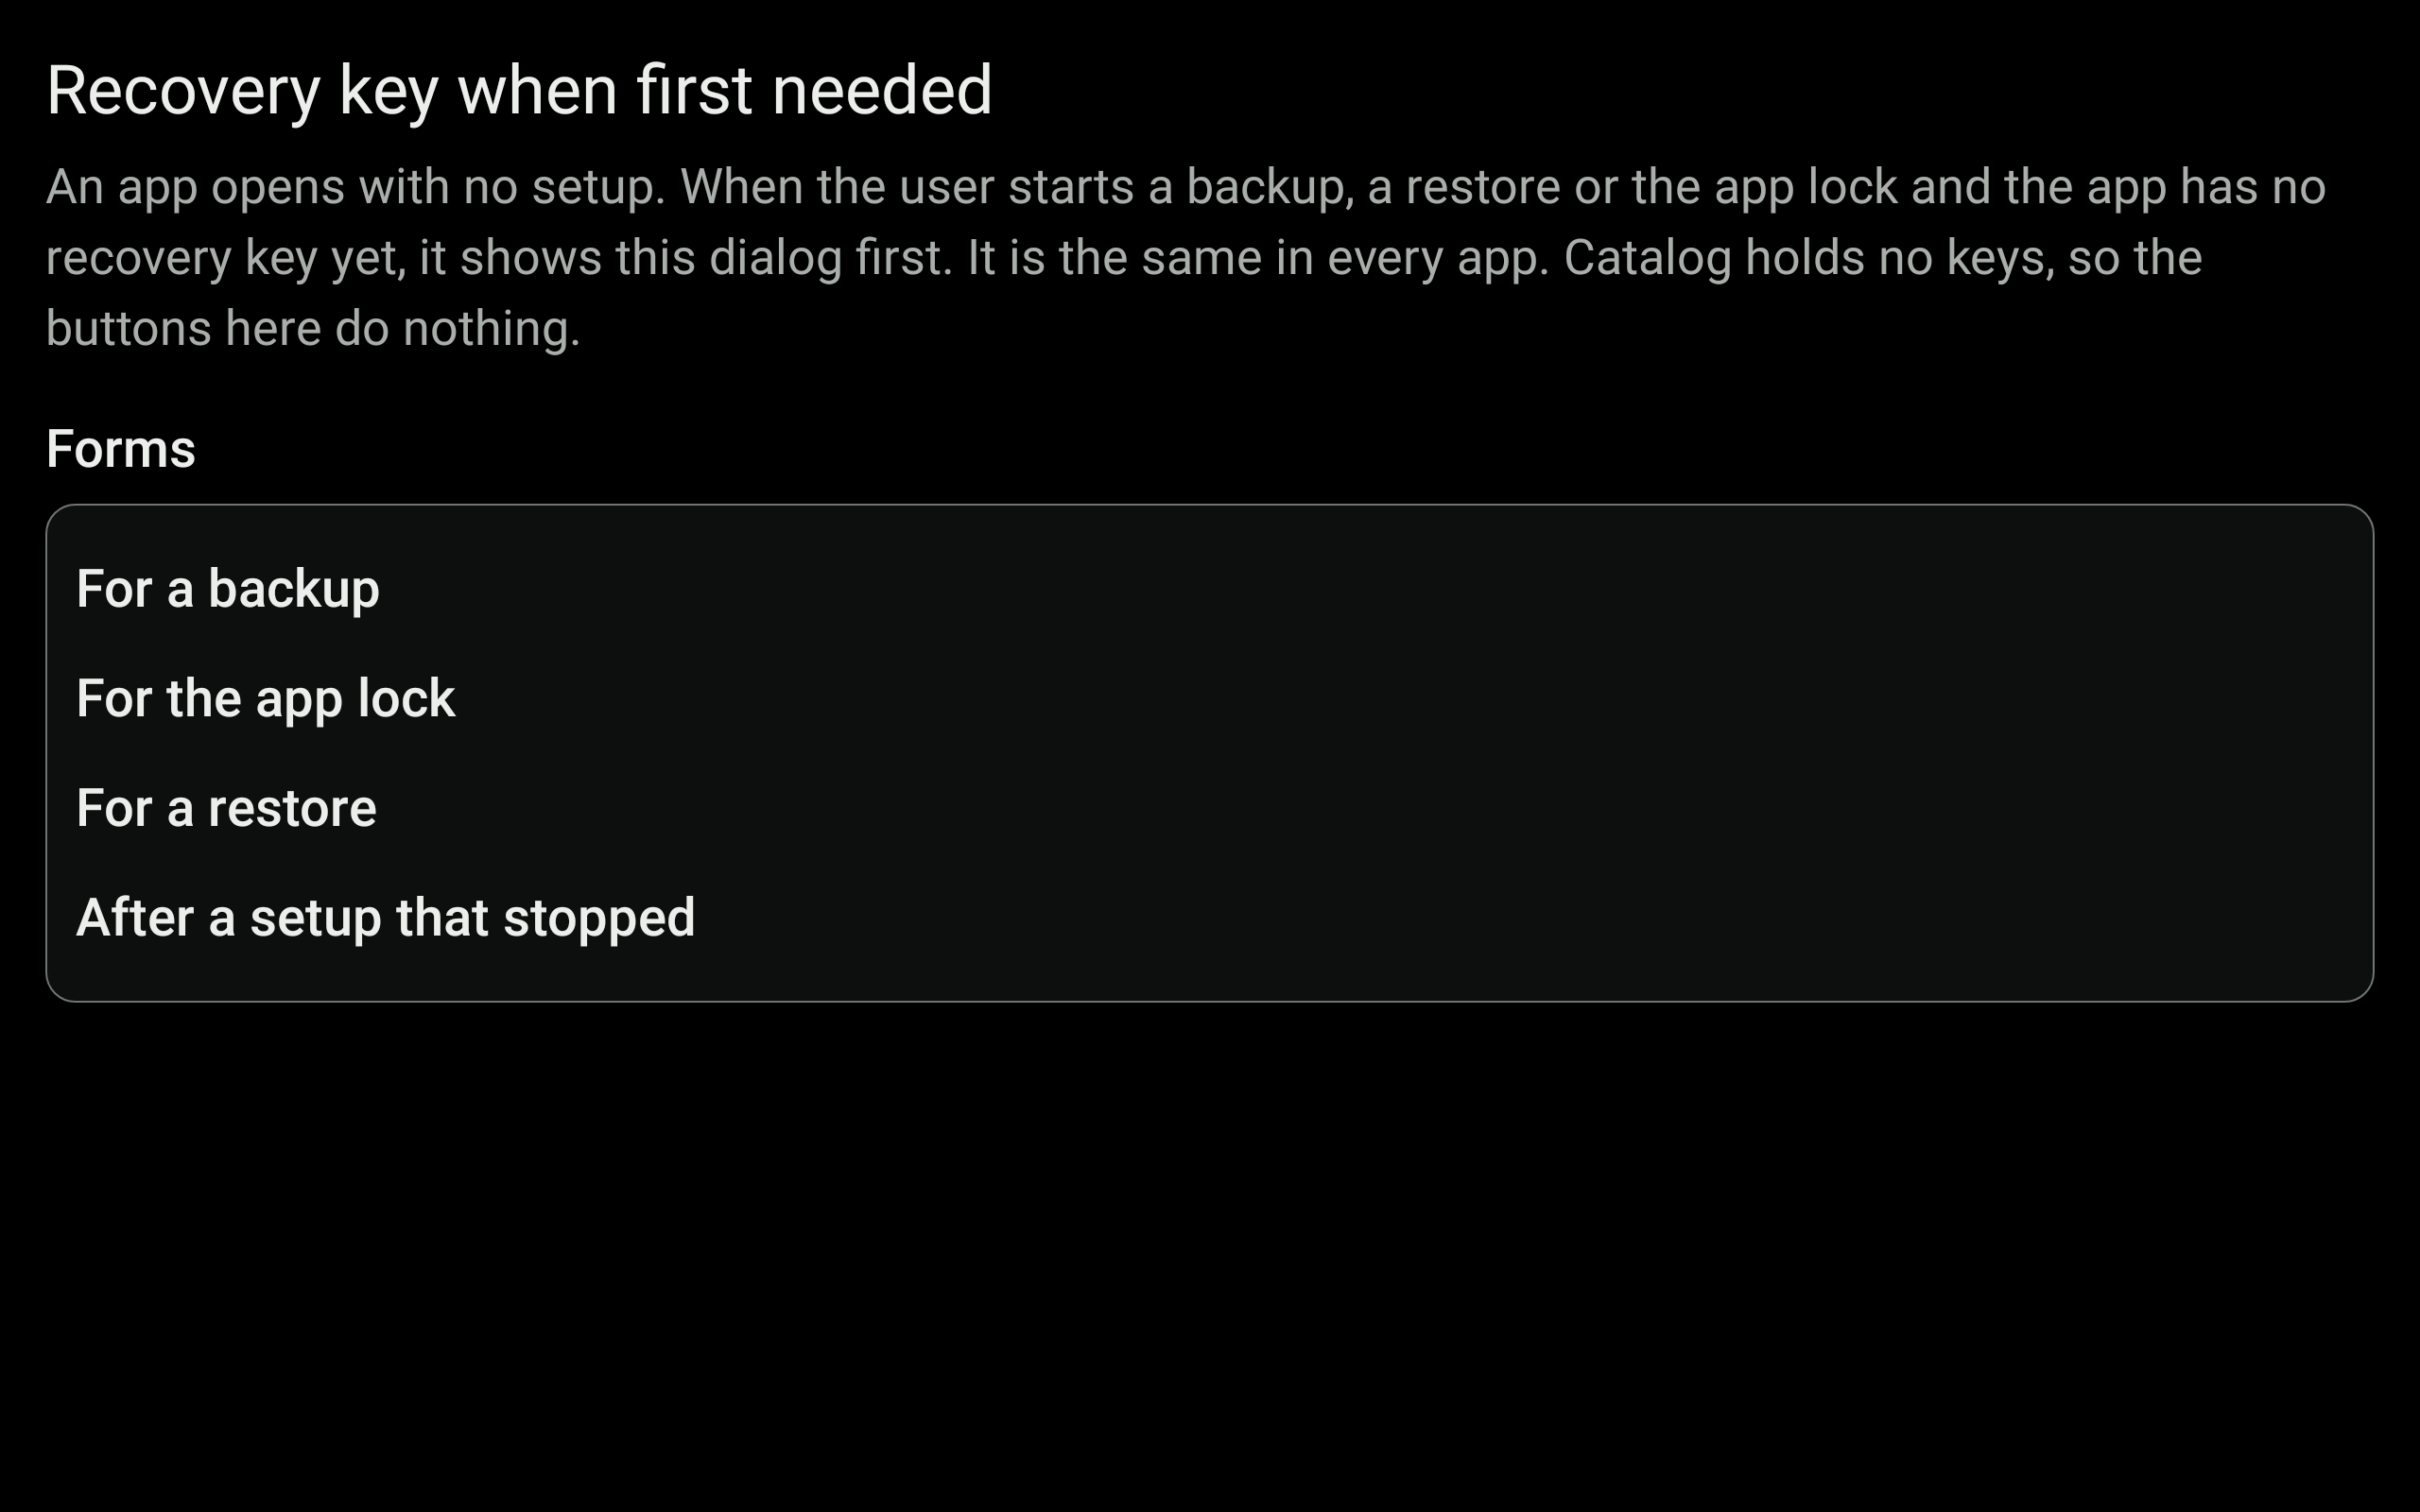 Recovery key when first needed
An app opens with no setup. When the user starts a backup, a restore or the app lock and the app has no
recovery key yet, it shows this dialog first. It is the same in every app. Catalog holds no keys, so the
buttons here do nothing.
Forms
For a backup
For the app lock
For a restore
After a setup that stopped